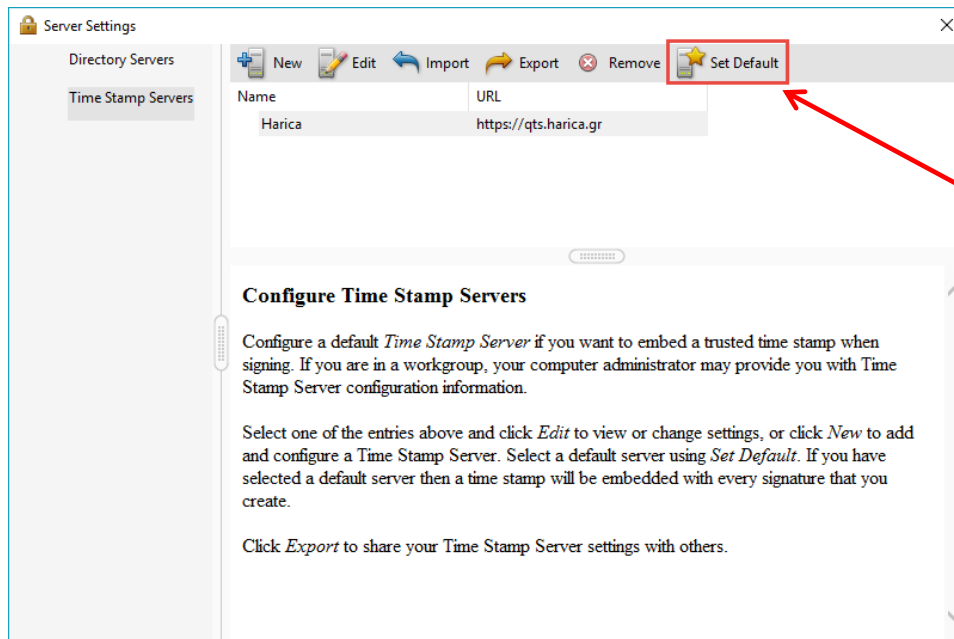 Server Settings
Directory Servers
New Edit Import Export Remove Set Default
Time Stamp Servers
Name URL
Harica https://qts.harica.gr
Configure Time Stamp Servers
Configure a default Time Stamp Server if you want to embed a trusted time stamp when
signing. If you are in a workgroup, your computer administrator may provide you with Time
Stamp Server configuration information.
Select one of the entries above and click Edit to view or change settings, or click New to add
and configure a Time Stamp Server. Select a default server using Set Default. If you have
selected a default server then a time stamp will be embedded with every signature that you
create.
Click Export to share your Time Stamp Server settings with others.